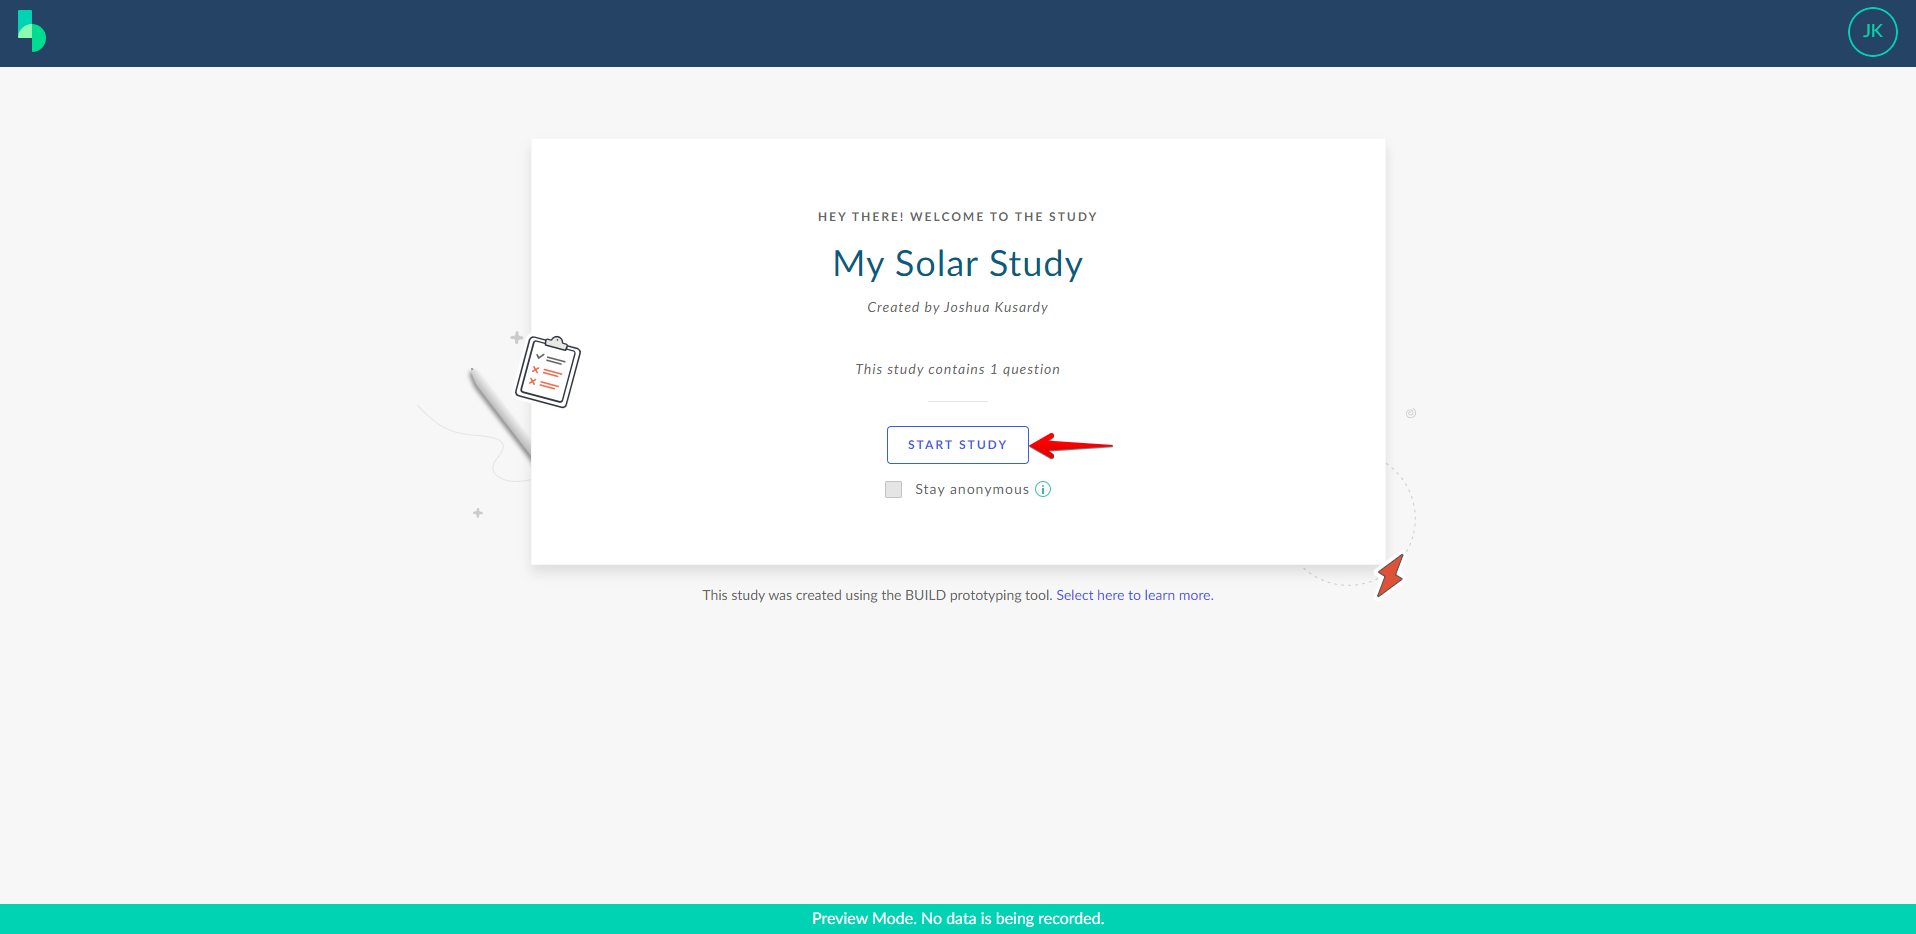 JK
HEY THERE! WELCOME TO THE STUDY
My Solar Study
Created by Joshua Kusardy
This study contains 1 question
START STUDY
Stay anonymous
This study was created using the BUILD prototyping tool. Select here to learn more.
Preview Mode. No data is being recorded.